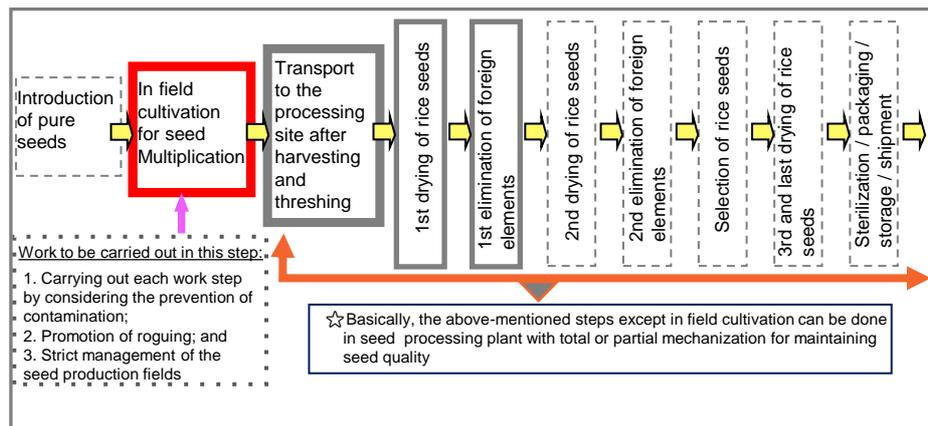 Introduction
of pure
seeds
In field
cultivation
for seed
Multiplication
Transport
to the
processing
site after
harvesting
and
threshing
1st drying of rice seeds
1st elimination of foreign
elements
2nd drying of rice seeds
2nd elimination of foreign
elements
Selection of rice seeds
3rd and last drying of rice
seeds
Sterilization / packaging /
storage / shipment
Work to be carried out in this step:
1. Carrying out each work step
by considering the prevention of
contamination;
2. Promotion of roguing; and
3. Strict management of the
seed production fields
☆Basically, the above-mentioned steps except in field cultivation can be done
in seed processing plant with total or partial mechanization for maintaining
seed quality